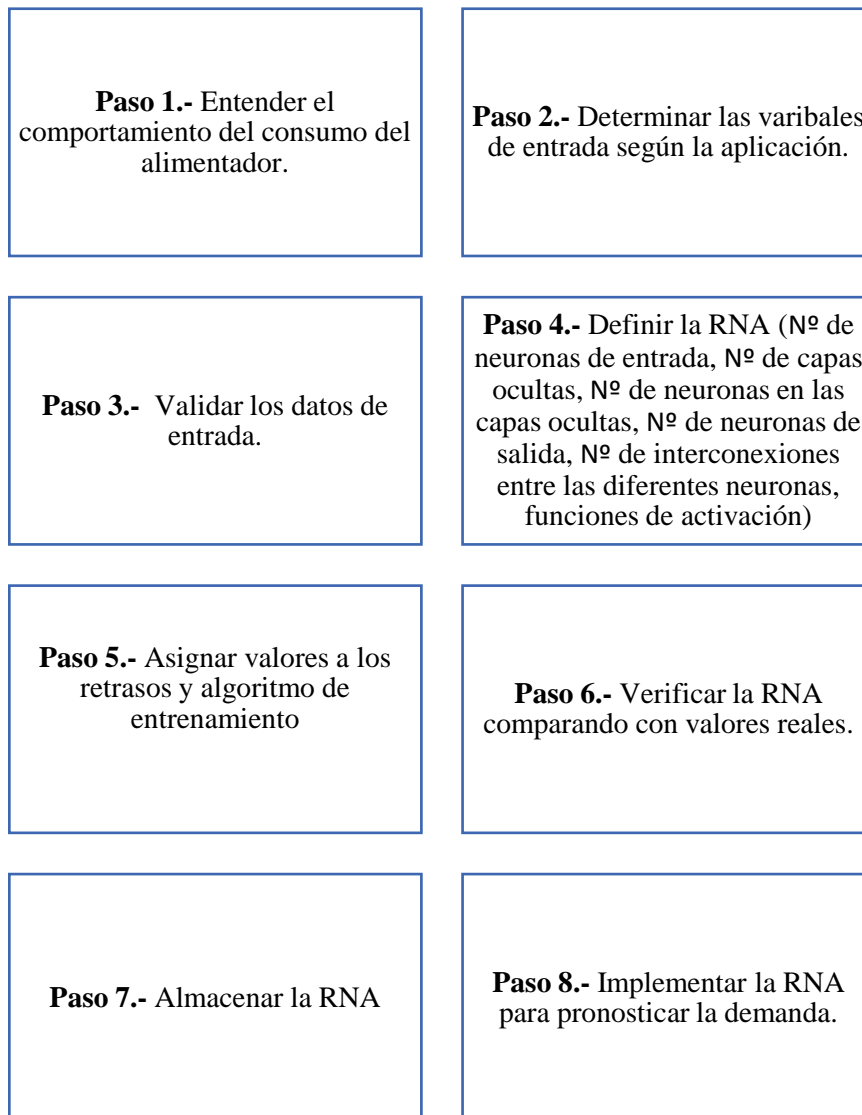 Paso 1.- Entender el
comportamiento del consumo del
alimentador.
Paso 2.- Determinar las varibales
de entrada según la aplicación.
Paso 3.- Validar los datos de
entrada.
Paso 4.- Definir la RNA (Nº de
neuronas de entrada, Nº de capas
ocultas, Nº de neuronas en las
capas ocultas, Nº de neuronas de
salida, Nº de interconexiones
entre las diferentes neuronas,
funciones de activación)
Paso 5.- Asignar valores a los
retrasos y algoritmo de
entrenamiento
Paso 6.- Verificar la RNA
comparando con valores reales.
Paso 7.- Almacenar la RNA
Paso 8.- Implementar la RNA
para pronosticar la demanda.